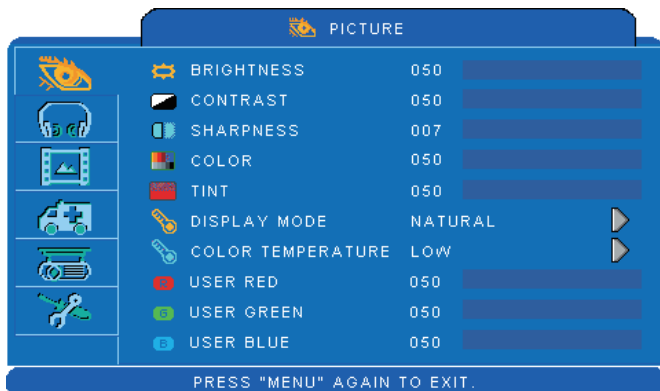 PICTURE
BRIGHTNESS 050
CONTRAST 050
SHARPNESS 007
COLOR 050
TINT 050
DISPLAY MODE NATURAL
COLOR TEMPERATURE LOW
USER RED 050
G USER GREEN 050
B USER BLUE 050
PRESS "MENU" AGAIN TO EXIT.